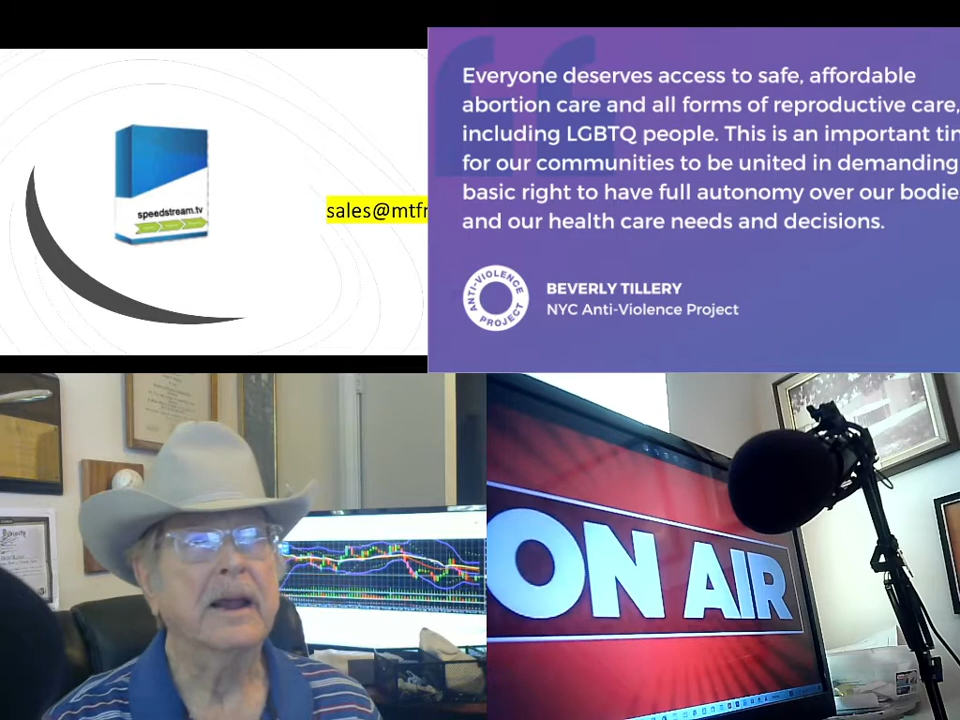 Everyone deserves access to safe, affordable
abortion care and all forms of reproductive care,
including LGBTQ people. This is an important
for our communities to be united in demanding
basic right to have full autonomy over our
and our health care needs and decisions.
ANTI-VIOLENCE PROJECT
BEVERLY TILLERY
NYC Anti-Violence Project
speedstream.tv
sales@mtfr
ON AIR